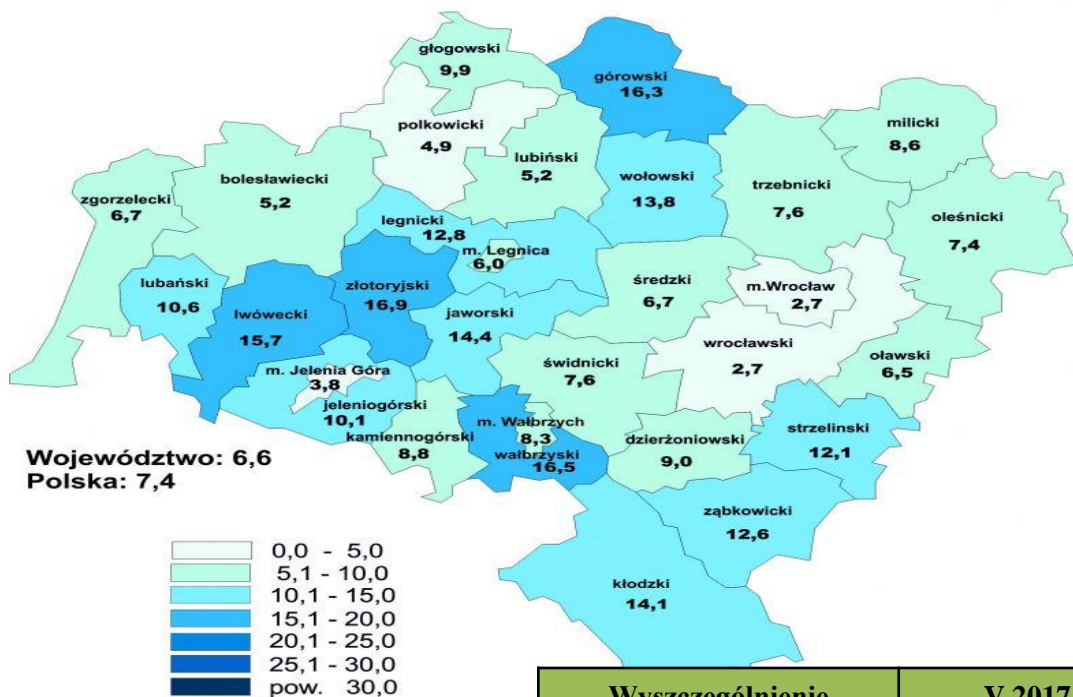 głogowski
9,9
górowski
16,3
polkowicki
4,9
lubiński
5,2
milicki
8,6
zgorzelecki
6,7
bolesławiecki
5,2
wołowski
13,8
trzebnicki
7,6
oleśnicki
7,4
legnicki
12,8
m. Legnica
6,0
lubański
10,6
lwówecki
15,7
złotoryjski
16,9
jaworski
14,4
średzki
6,7
m.Wrocław
2,7
wrocławski
2,7
oławski
6,5
m. Jelenia Góra
3,8
jeleniogórski
10,1
kamiennogórski
8,8
świdnicki
7,6
m. Wałbrzych
8,3
wałbrzyski
16,5
dzierżoniowski
9,0
strzelinski
12,1
ząbkowicki
12,6
kłodzki
14,1
Województwo: 6,6
Polska: 7,4
0,0 - 5,0
5,1 - 10,0
10,1 - 15,0
15,1 - 20,0
20,1 - 25,0
25,1 - 30,0
pow. 30,0
Wyszczególnienie V 2017